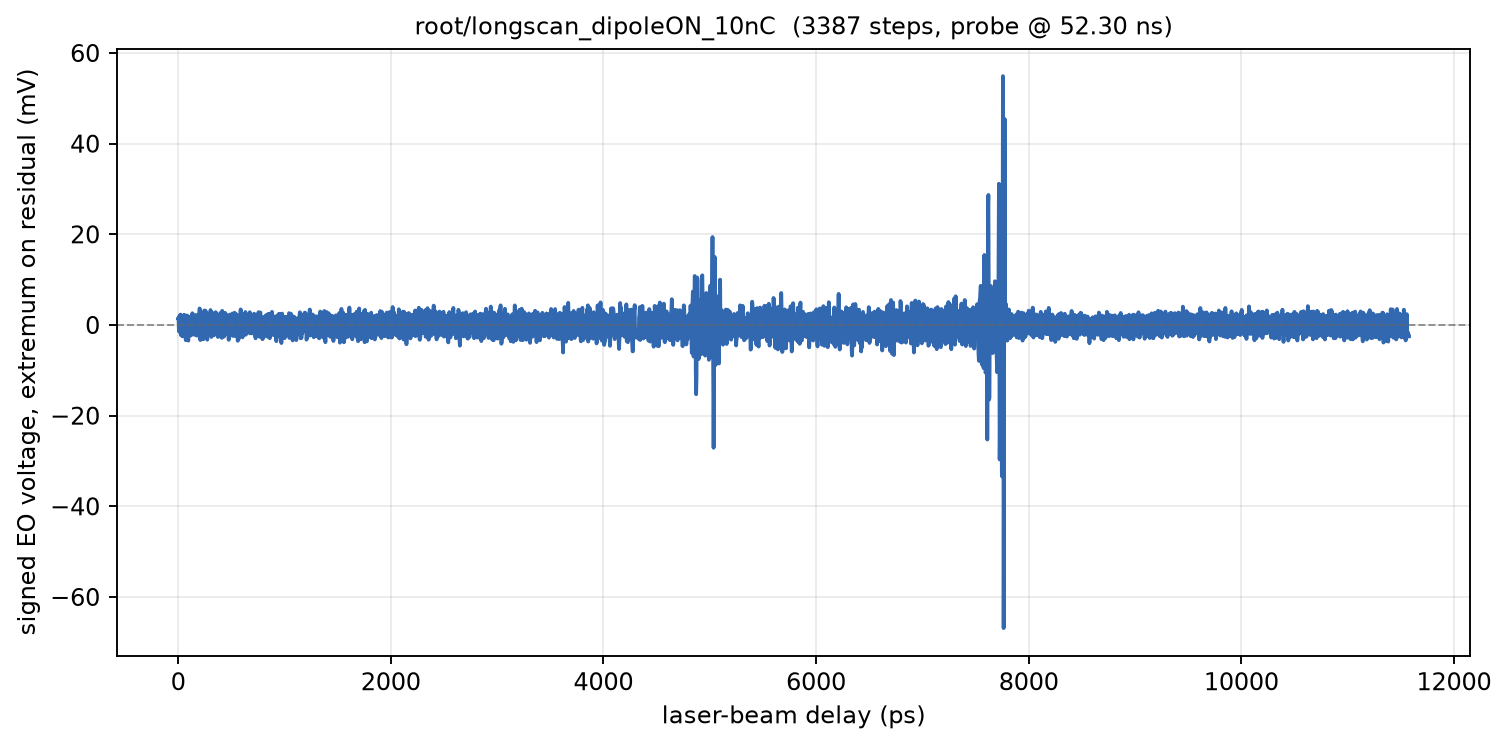 root/longscan_dipoleON_10nC  (3387 steps, probe @ 52.30 ns)
signed EO voltage, extremum on residual (mV)
60
40
20
0
−20
−40
−60
0 2000 4000 6000 8000 10000 12000
laser-beam delay (ps)